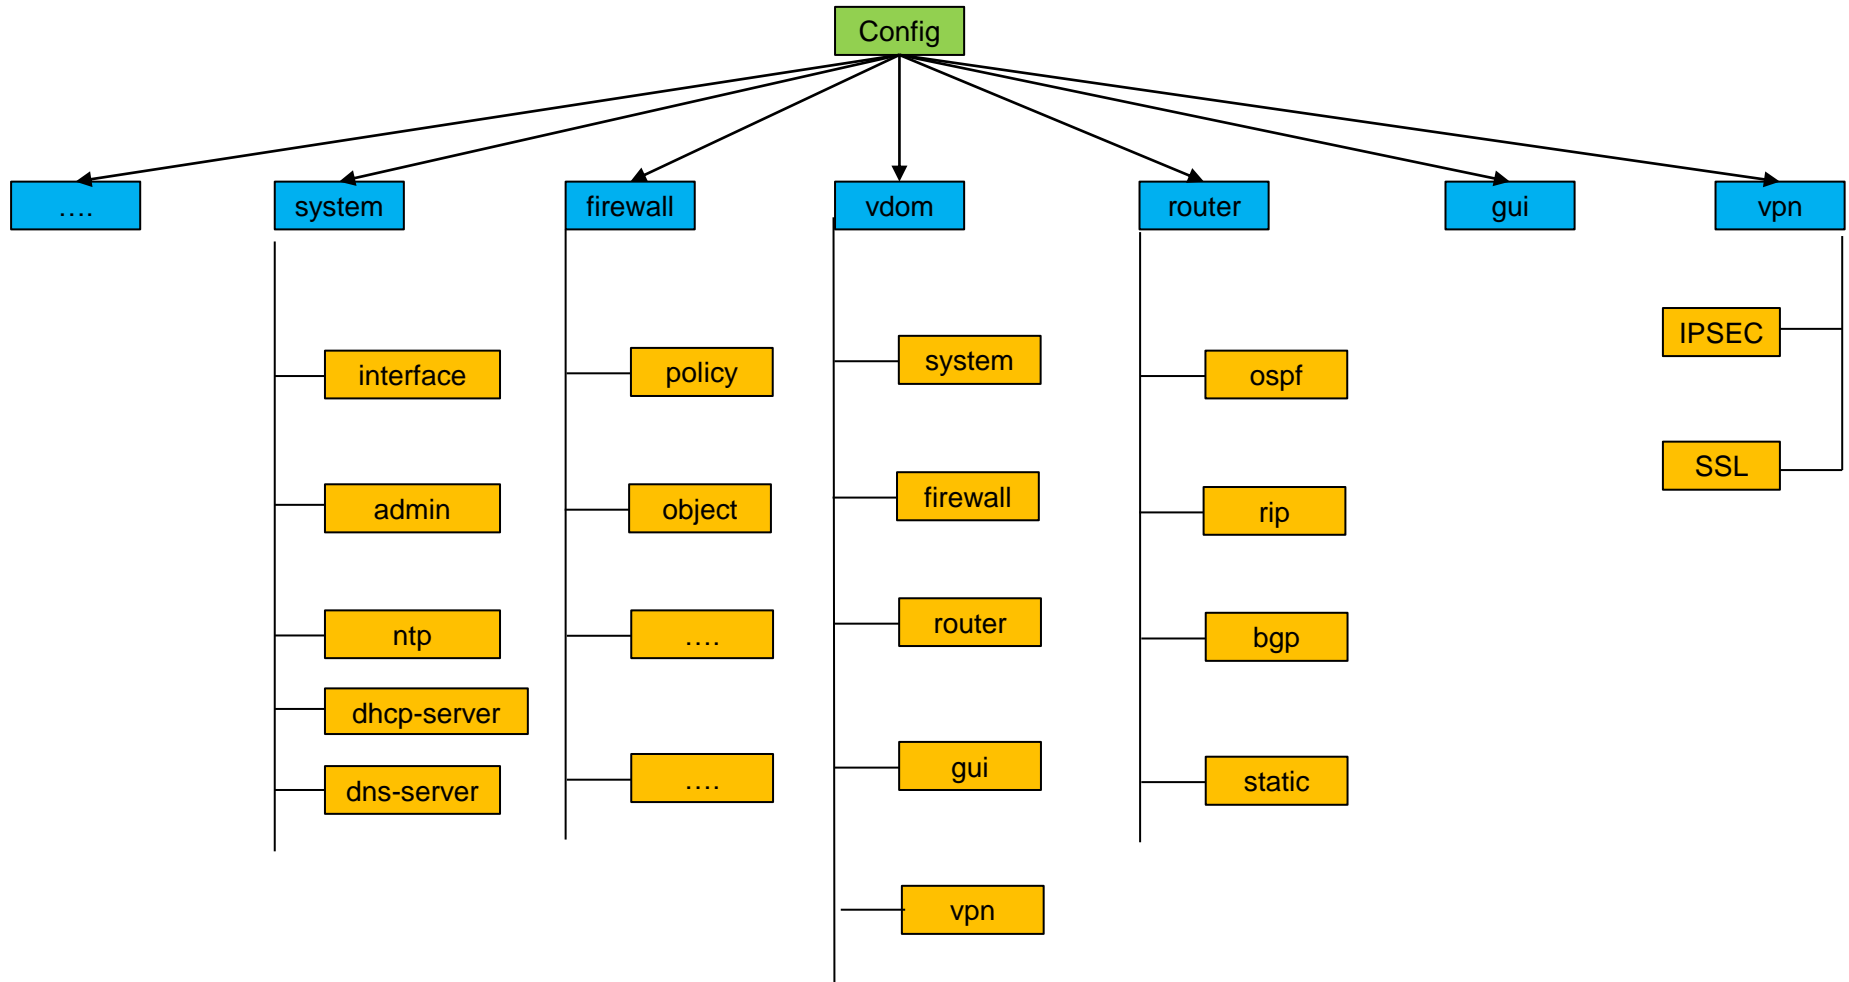 Config
….
system
firewall
vdom
router
gui
vpn
interface
admin
ntp
dhcp-server
dns-server
policy
object
….
….
system
firewall
router
gui
vpn
ospf
rip
bgp
static
IPSEC
SSL